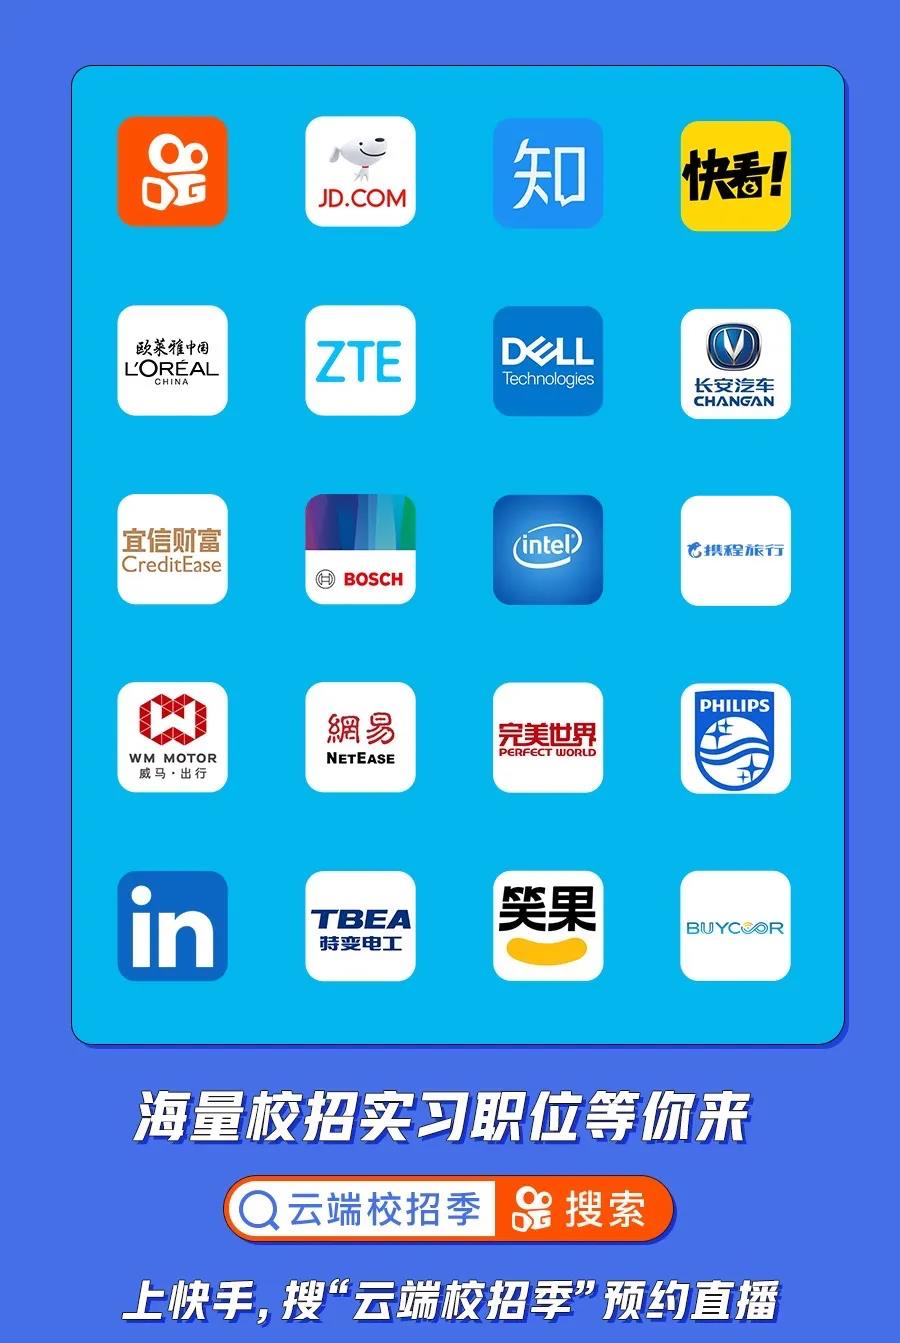 JD.COM
知
快看!
欧莱雅中国
L'ORÉAL
CHINA
ZTE
DELL
Technologies
长安汽车
CHANGAN
宜信财富
CreditEase
BOSCH
intel
携程旅行
WM MOTOR
威马·出行
網易
NETEASE
完美世界
PERFECT WORLD
PHILIPS
in
TBEA
特变电工
笑果
BUYCOOR
海量校招实习职位等你来
云端校招季 搜索
上快手,搜“云端校招季”预约直播